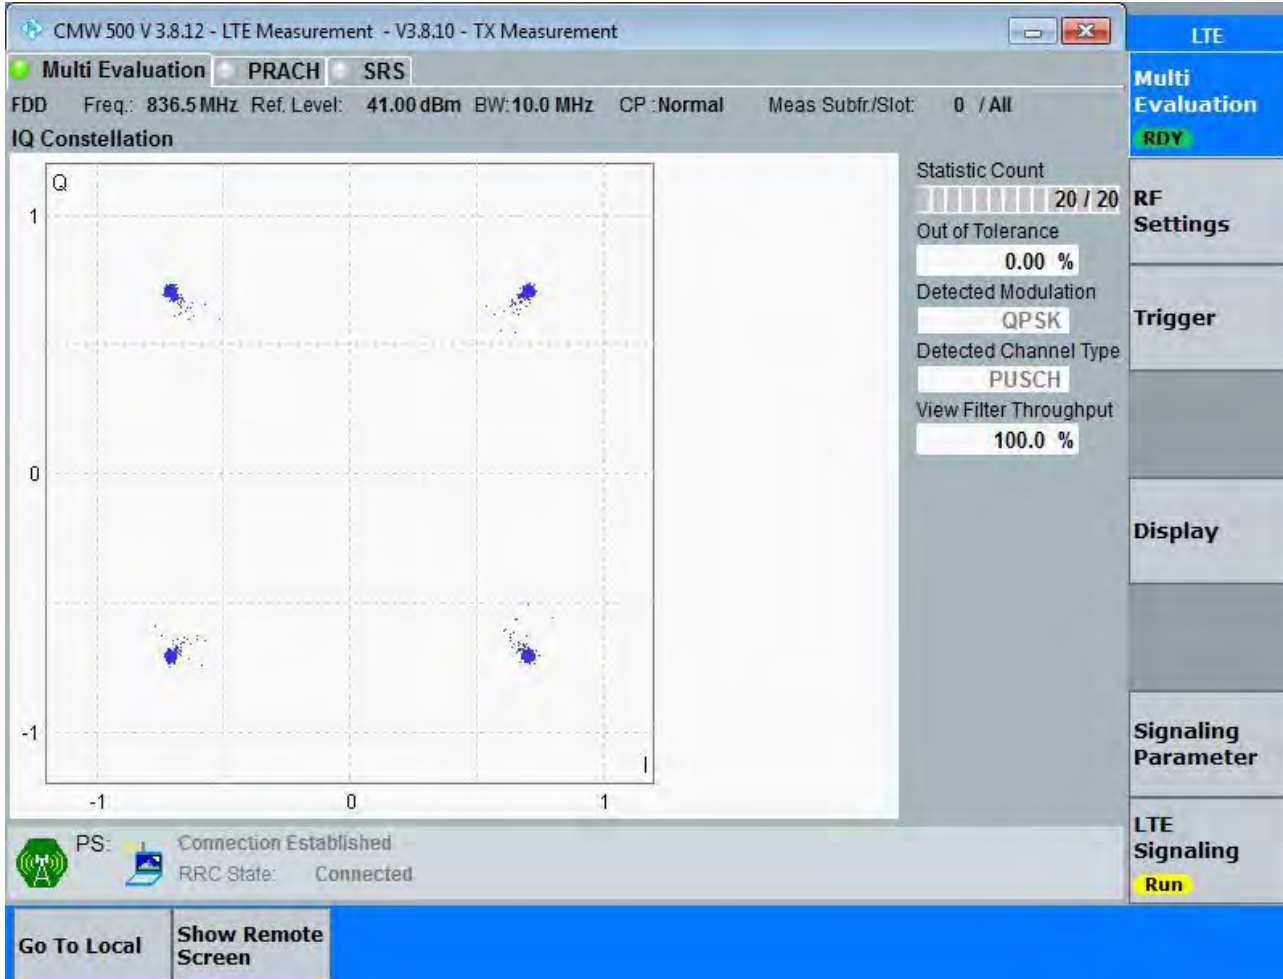 CMW 500 V 3.8.12 - LTE Measurement - V3.8.10 - TX Measurement
LTE
Multi Evaluation PRACH SRS
FDD Freq.: 836.5 MHz Ref. Level: 41.00 dBm BW: 10.0 MHz CP : Normal Meas Subfr./Slot: 0 / All
IQ Constellation
Q
1
0
-1
I
-1 0 1
Statistic Count
20 / 20
Out of Tolerance
0.00 %
Detected Modulation
QPSK
Detected Channel Type
PUSCH
View Filter Throughput
100.0 %
Multi
Evaluation
RDY
RF
Settings
Trigger
Display
Signaling
Parameter
LTE
Signaling
Run
PS: Connection Established
RRC State: Connected
Go To Local
Show Remote
Screen